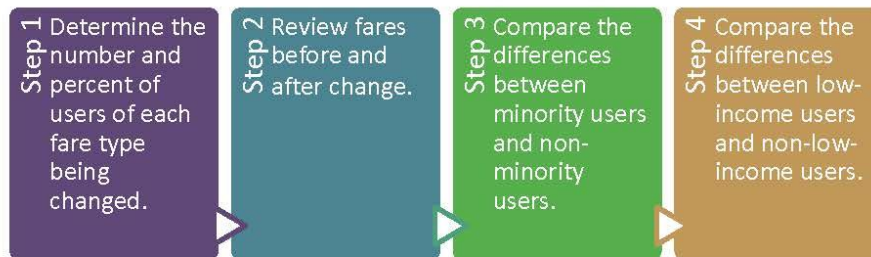 Step 1
Determine the
number and
percent of
users of each
fare type
being
changed.
Step 2
Review fares
before and
after change.
Step 3
Compare the
differences
between
minority users
and non-
minority
users.
Step 4
Compare the
differences
between low-
income users
and non-low-
income users.